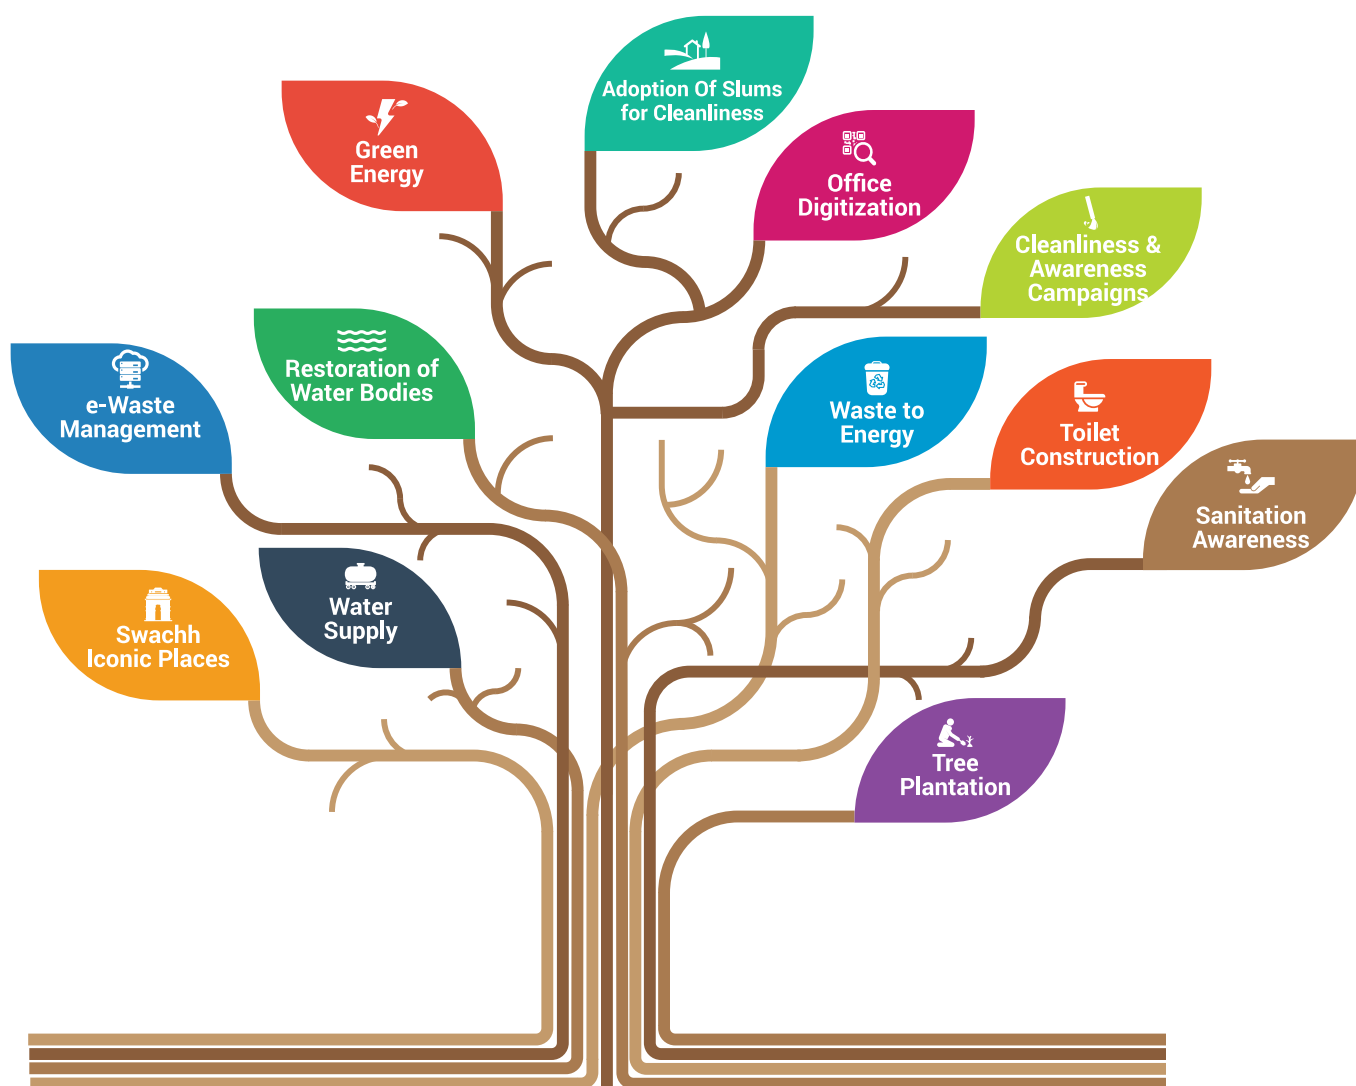 Adoption Of Slums
for Cleanliness
Green
Energy
Office
Digitization
Cleanliness &
Awareness
Campaigns
Restoration of
Water Bodies
e-Waste
Management
Waste to
Energy
Toilet
Construction
Sanitation
Awareness
Water
Supply
Swachh
Iconic Places
Tree
Plantation